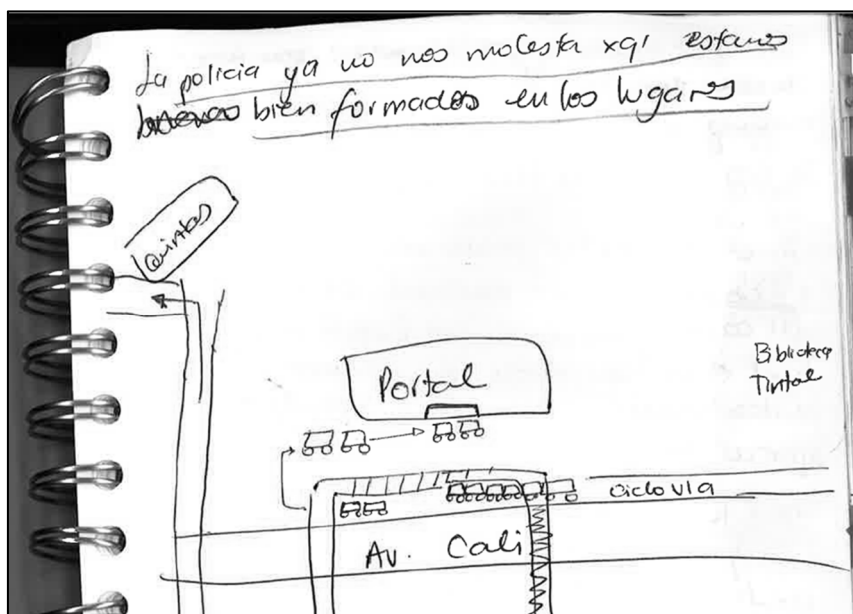 La policia ya no nos molesta xq' estamos
bien formados en los lugares
Quintas
Portal
Biblioteca
Tintal
ciclovia
Av. Cali